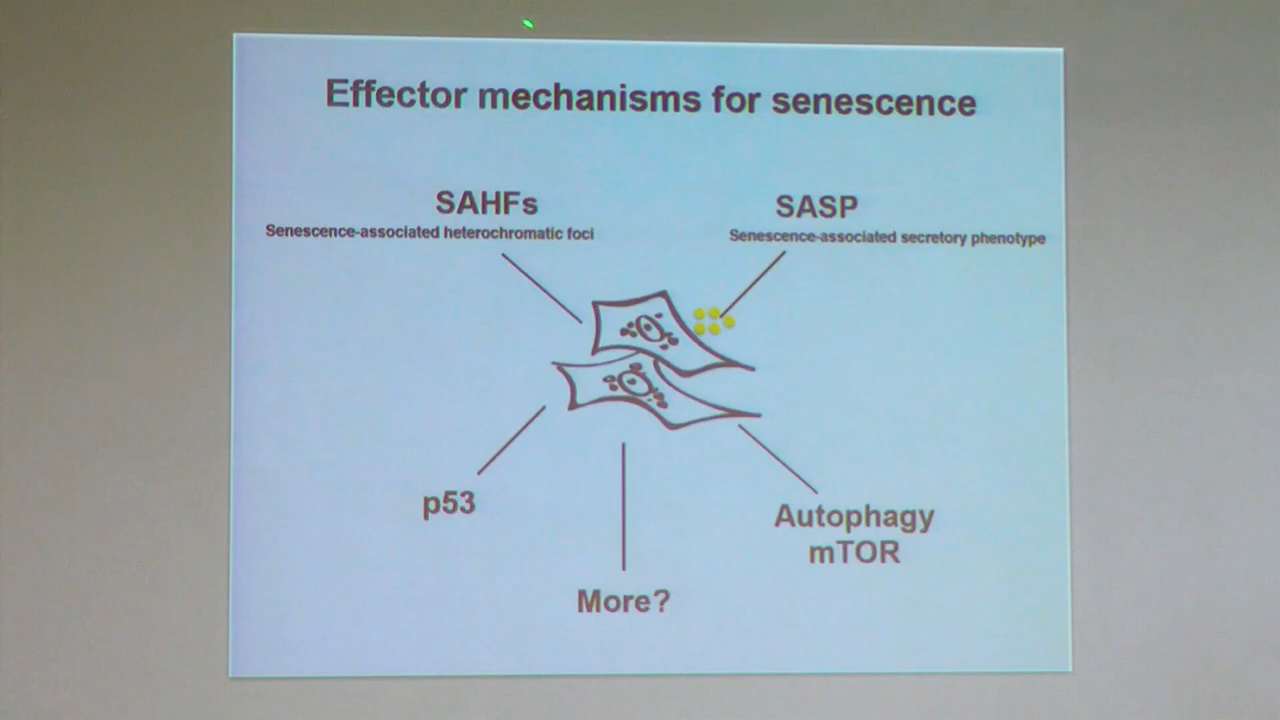 Effector mechanisms for senescence
SAHFs
Senescence-associated heterochromatic foci
SASP
Senescence-associated secretory phenotype
p53
Autophagy
mTOR
More?